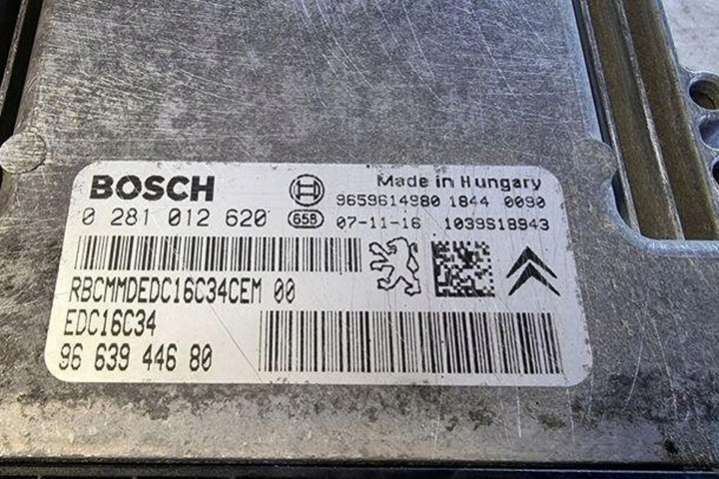 BOSCH
Made in Hungary
9659614980 1844 0090
0 281 012 620 658 07-11-16 1039S18943
RBCMMDEDC16C34CEM 00
EDC16C34
96 639 446 80